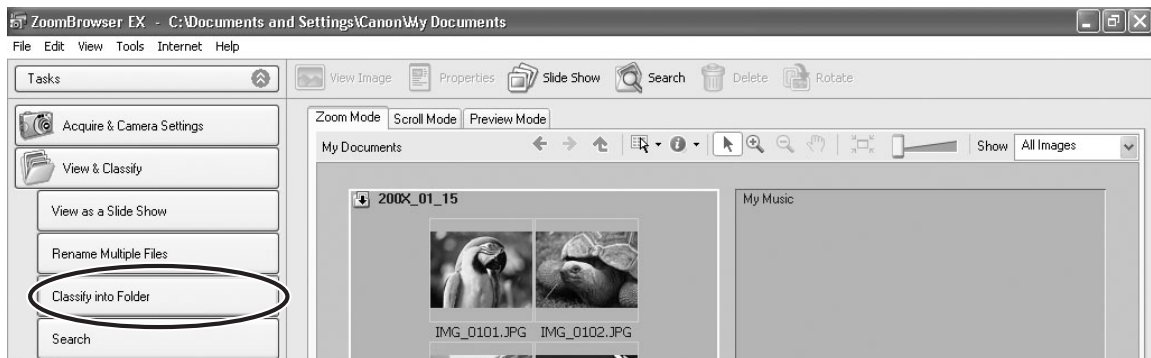 ZoomBrowser EX - C:\Documents and Settings\Canon\My Documents
File Edit View Tools Internet Help
Tasks
View Image Properties Slide Show Search Delete Rotate
Acquire & Camera Settings
View & Classify
View as a Slide Show
Rename Multiple Files
Classify into Folder
Search
Zoom Mode Scroll Mode Preview Mode
My Documents Show All Images
200X_01_15
IMG_0101.JPG IMG_0102.JPG
My Music